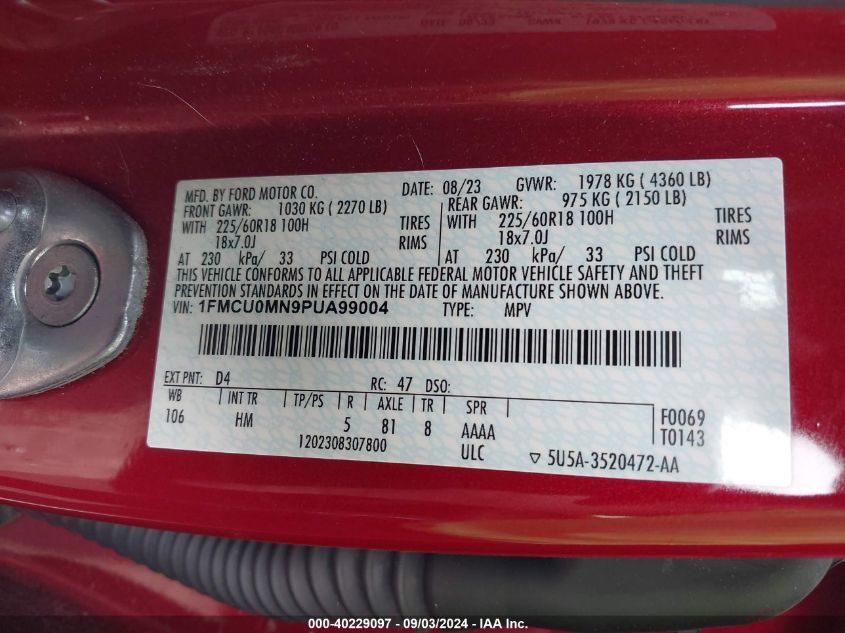 MFD. BY FORD MOTOR CO. DATE: 08/23 GVWR: 1978 KG ( 4360 LB)
FRONT GAWR: 1030 KG ( 2270 LB) REAR GAWR: 975 KG ( 2150 LB)
WITH 225/60R18 100H TIRES WITH 225/60R18 100H TIRES
18x7.0J RIMS 18x7.0J RIMS
AT 230 kPa/ 33 PSI COLD AT 230 kPa/ 33 PSI COLD
THIS VEHICLE CONFORMS TO ALL APPLICABLE FEDERAL MOTOR VEHICLE SAFETY AND THEFT
PREVENTION STANDARDS IN EFFECT ON THE DATE OF MANUFACTURE SHOWN ABOVE.
VIN: 1FMCU0MN9PUA99004 TYPE: MPV
EXT PNT: D4 RC: 47 DSO:
WB INT TR TP/PS R AXLE TR SPR F0069
106 HM 5 81 8 AAAA T0143
1202308307800 ULC ▽ 5U5A-3520472-AA
000-40229097 - 09/03/2024 - IAA Inc.